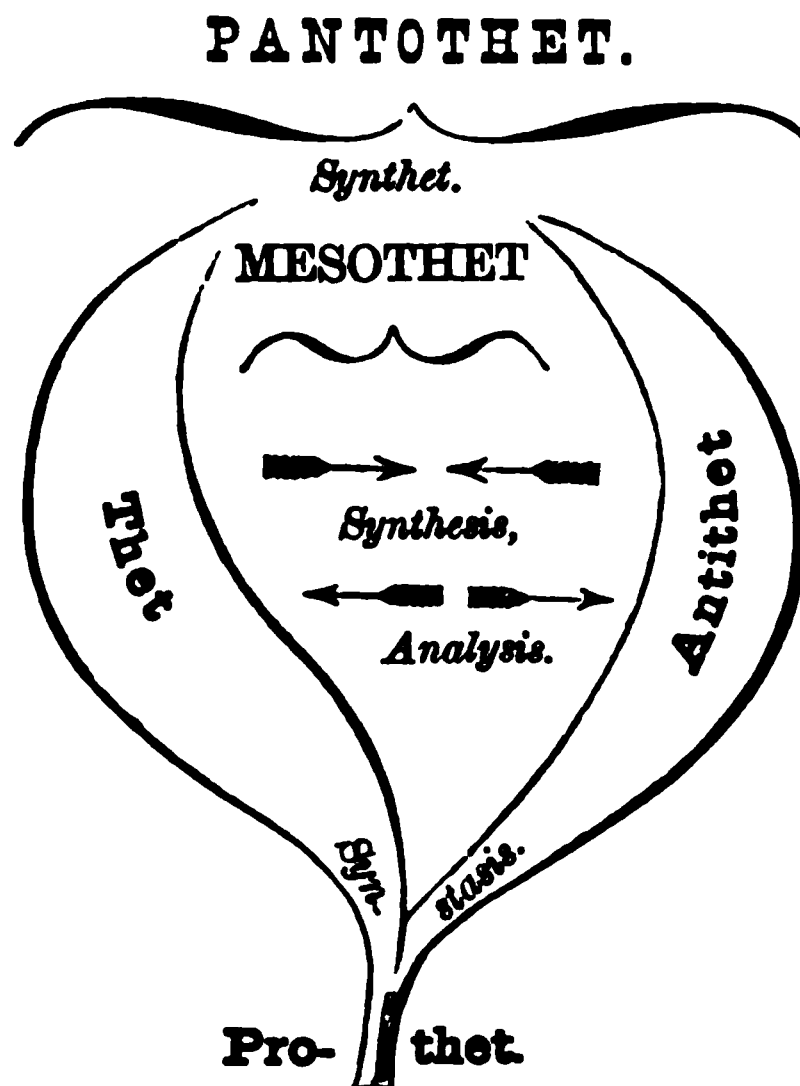 PANTOTHET.
Synthet.
MESOTHET
Synthesis,
Thet
Antithet
Analysis.
Syn-
stasis.
Pro- thet.